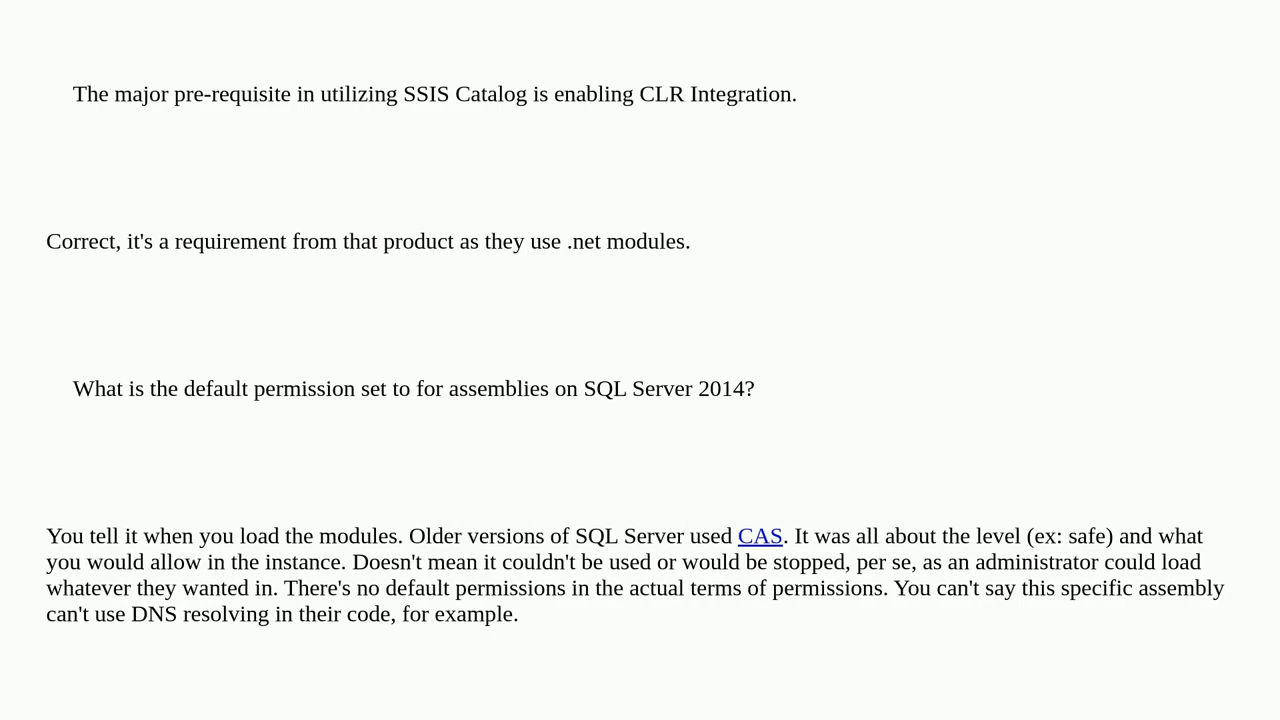 The major pre-requisite in utilizing SSIS Catalog is enabling CLR Integration.
Correct, it's a requirement from that product as they use .net modules.
What is the default permission set to for assemblies on SQL Server 2014?
You tell it when you load the modules. Older versions of SQL Server used CAS. It was all about the level (ex: safe) and what
you would allow in the instance. Doesn't mean it couldn't be used or would be stopped, per se, as an administrator could load
whatever they wanted in. There's no default permissions in the actual terms of permissions. You can't say this specific assembly
can't use DNS resolving in their code, for example.